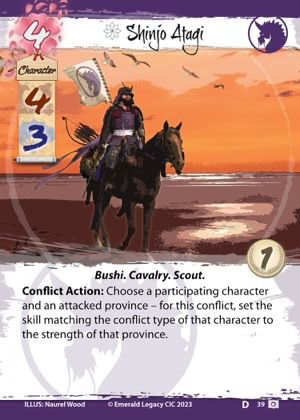 4
Shinjo Atagi
Character
4
3
1
Bushi. Cavalry. Scout.
Conflict Action: Choose a participating character
and an attacked province – for this conflict, set the
skill matching the conflict type of that character to
the strength of that province.
ILLUS: Naurel Wood © Emerald Legacy CIC 2023 D 39